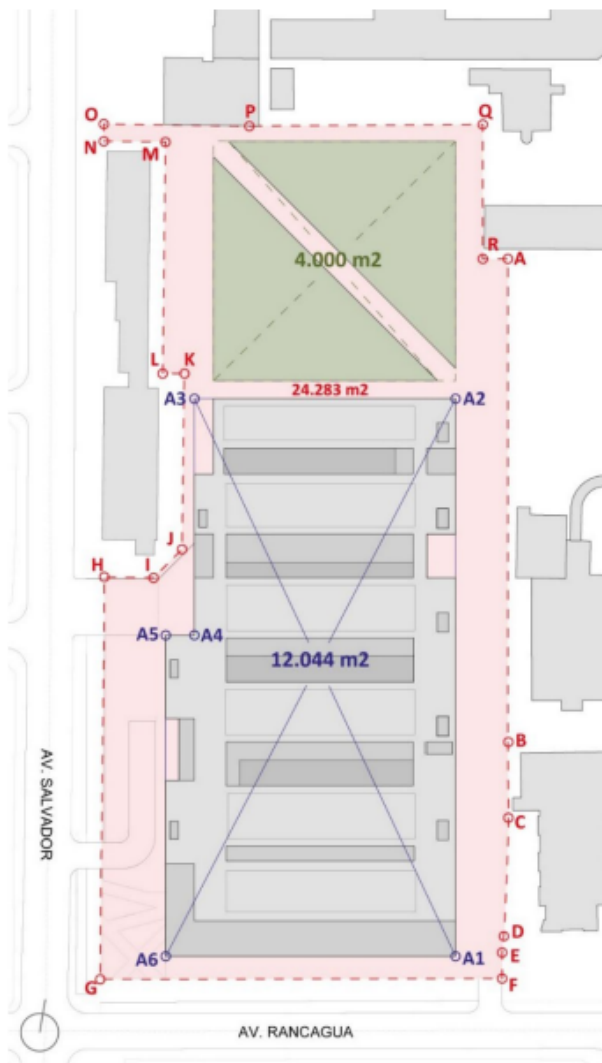 O
P
Q
N
M
R
A
4.000 m2
L
K
24.283 m2
A3
A2
J
H
I
A5
A4
12.044 m2
B
AV. SALVADOR
C
D
E
A6
A1
F
G
AV. RANCAGUA